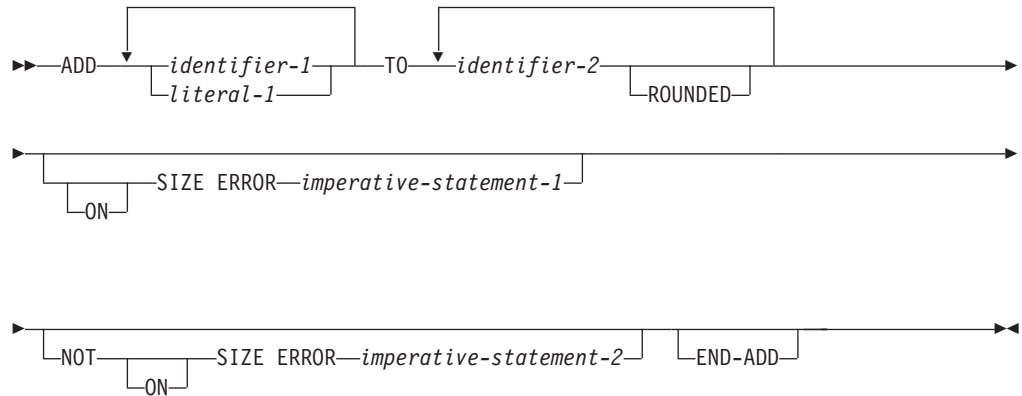 ADD identifier-1 TO identifier-2
literal-1 ROUNDED
SIZE ERROR imperative-statement-1
ON
NOT SIZE ERROR imperative-statement-2 END-ADD
ON